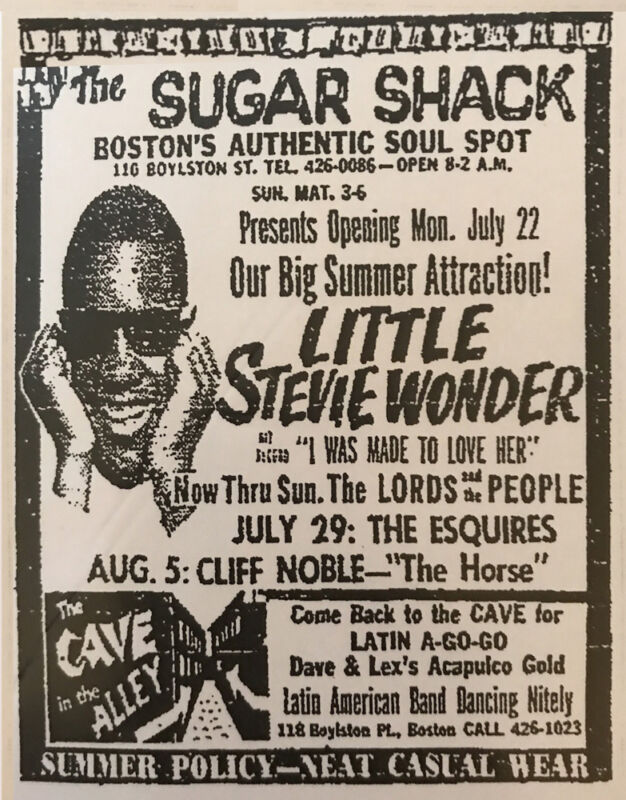 The
SUGAR SHACK
BOSTON'S AUTHENTIC SOUL SPOT
110 BOYLSTON ST. TEL. 426-0086—OPEN 8-2 A.M.
SUN. MAT. 3-6
Presents Opening Mon. July 22
Our Big Summer Attraction!
LITTLE
STEVIE WONDER
HIT
RECORD "I WAS MADE TO LOVE HER"
Now Thru Sun. The LORDS and the PEOPLE
JULY 29: THE ESQUIRES
AUG. 5: CLIFF NOBLE—"The Horse"
The
CAVE
in the
ALLEY
Come Back to the CAVE for
LATIN A-GO-GO
Dave & Lex's Acapulco Gold
Latin American Band Dancing Nitely
118 Boylston Pl., Boston CALL 426-1023
SUMMER POLICY—NEAT CASUAL WEAR